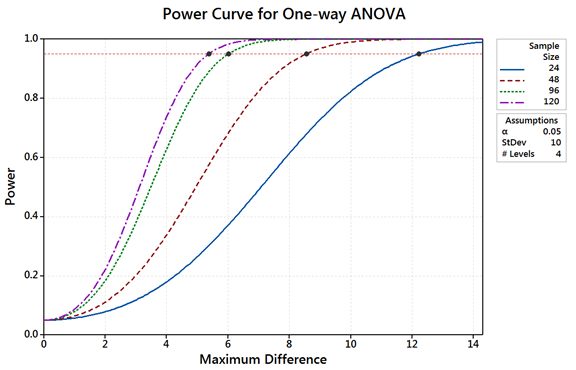 Power Curve for One-way ANOVA
1.0
0.8
0.6
0.4
0.2
0.0
Power
0 2 4 6 8 10 12 14
Maximum Difference
Sample
Size
24
48
96
120
Assumptions
α 0.05
StDev 10
# Levels 4